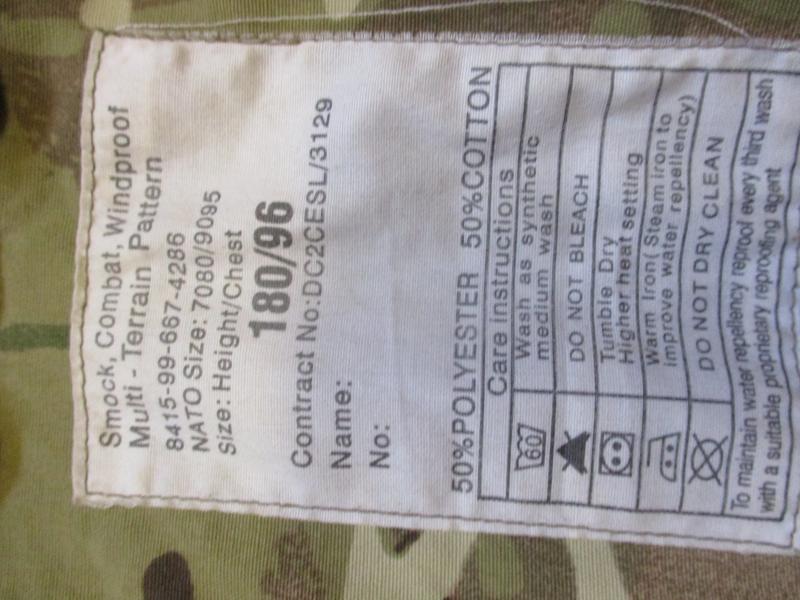 Smock, Combat, Windproof
Multi - Terrain Pattern
8415-99-667-4286
NATO Size: 7080/9095
Size: Height/Chest
180/96
Contract No:DC2CESL/3129
Name:
No:
50%POLYESTER 50%COTTON
Care instructions
60 Wash as synthetic
medium wash
DO NOT BLEACH
Tumble Dry
Higher heat setting
Warm Iron( Steam iron to
improve water repellency)
DO NOT DRY CLEAN
To maintain water repellency reproof every third wash
with a suitable proprietary reproofing agent